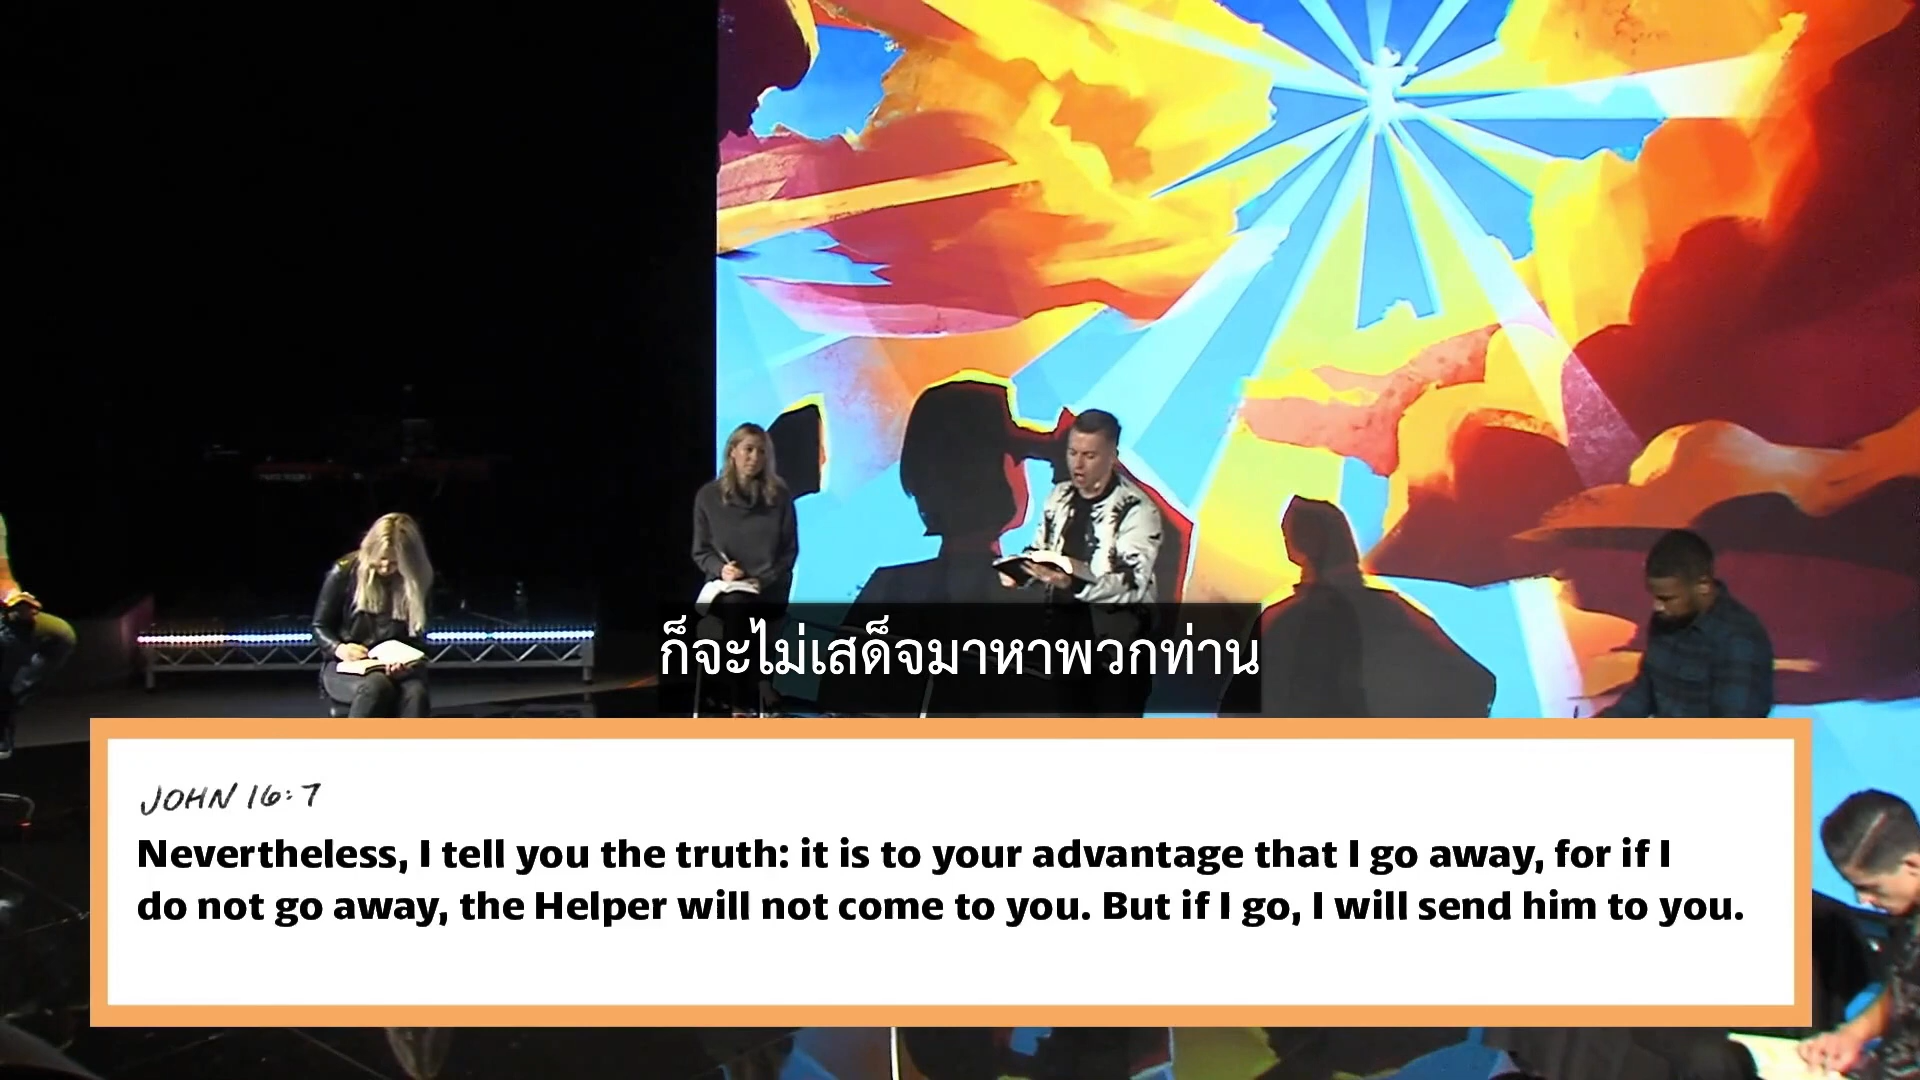 ก็จะไม่เสด็จมาหาพวกท่าน
JOHN 16:7
Nevertheless, I tell you the truth: it is to your advantage that I go away, for if I
do not go away, the Helper will not come to you. But if I go, I will send him to you.